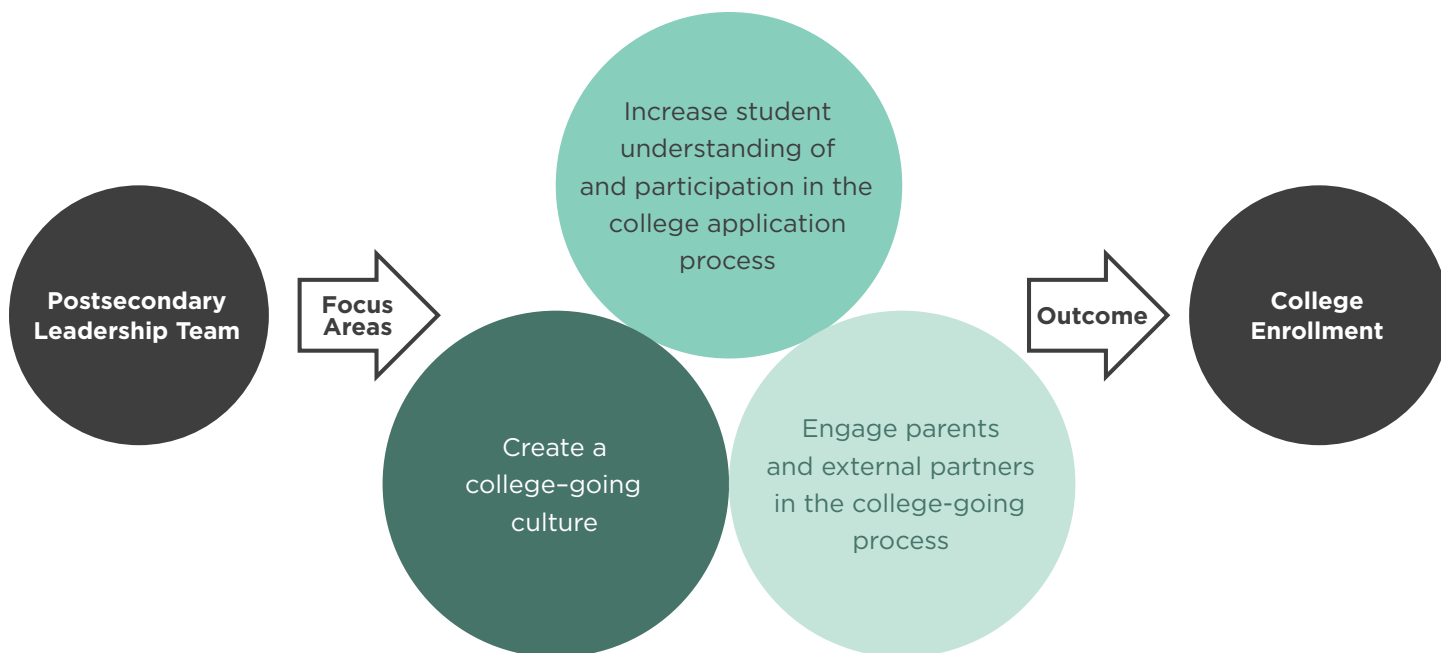 Postsecondary
Leadership Team
Focus
Areas
Increase student
understanding of
and participation in the
college application
process
Create a
college–going
culture
Engage parents
and external partners
in the college-going
process
Outcome
College
Enrollment